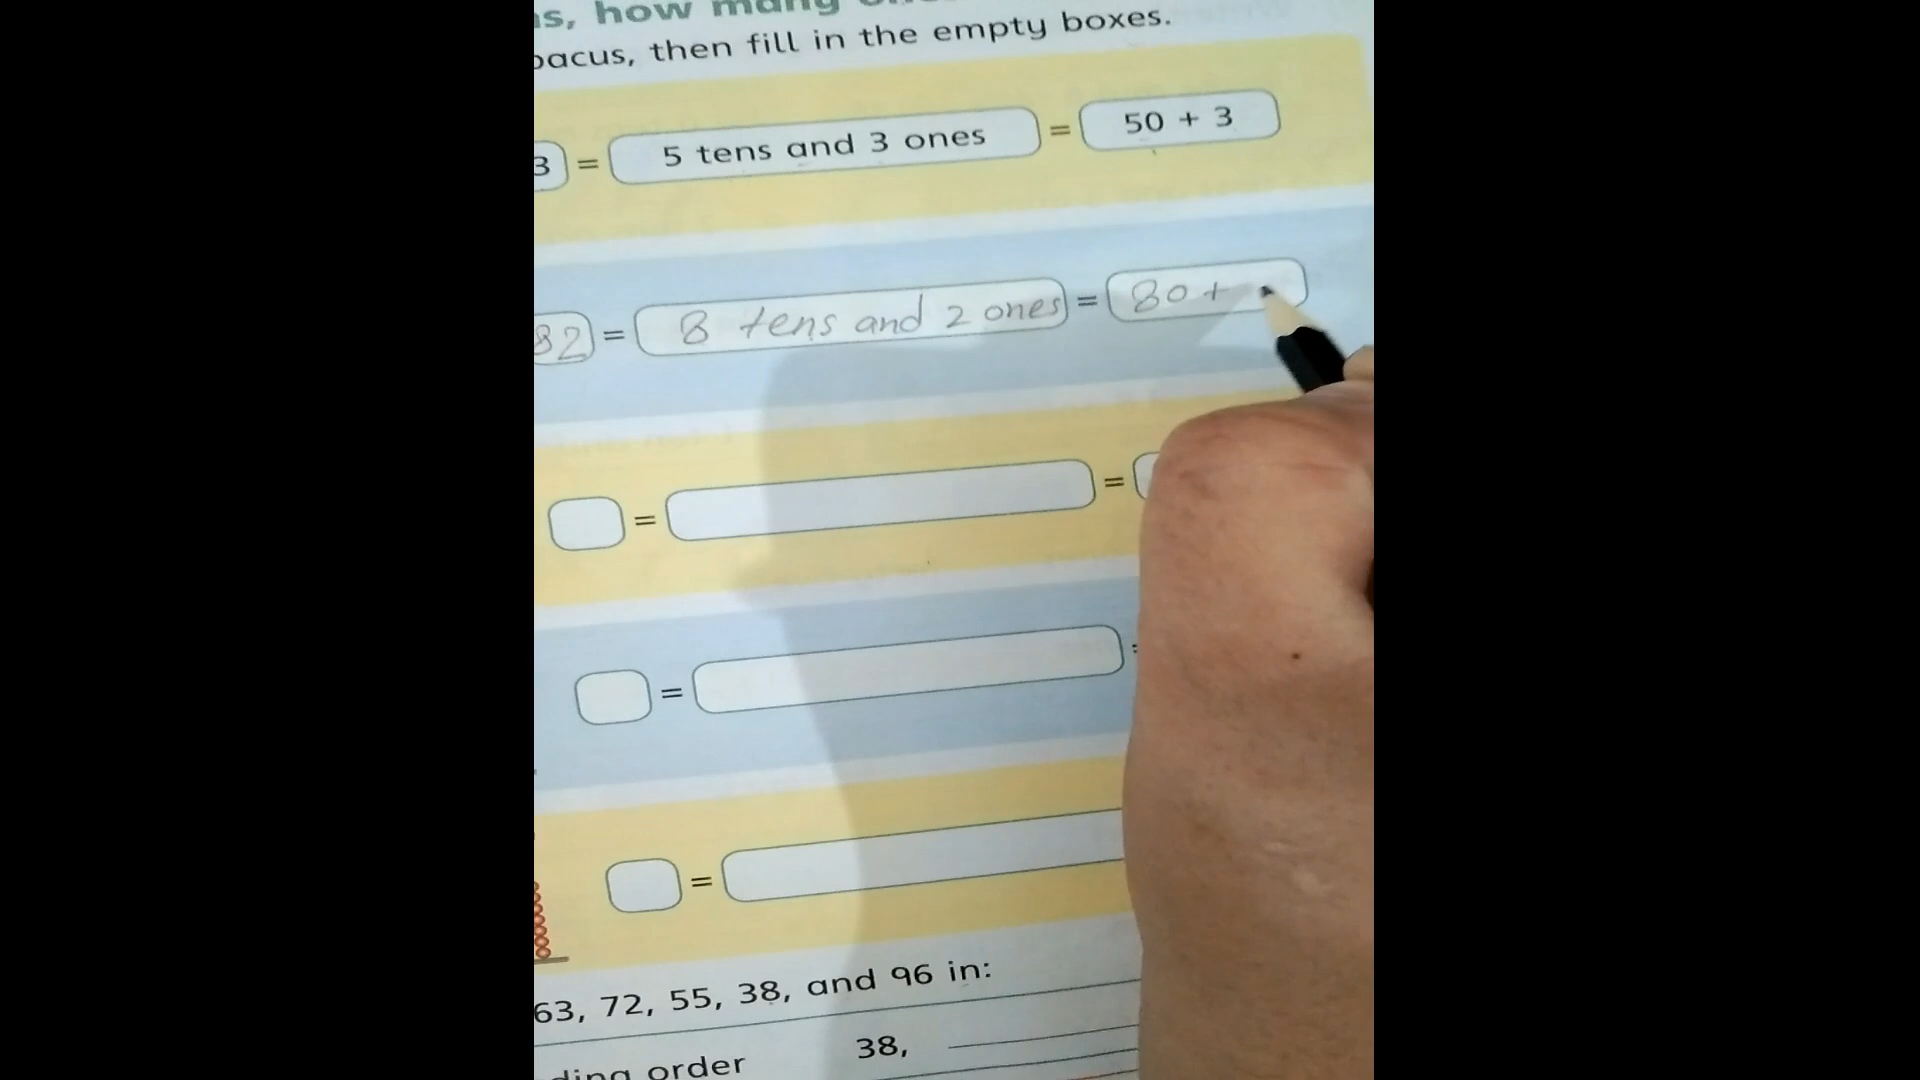 how many
then fill in the empty boxes.
3 = 5 tens and 3 ones = 50 + 3
82 = 8 tens and 2 ones = 80 +
=
=
=
=
63, 72, 55, 38, and 96 in:
order 38,